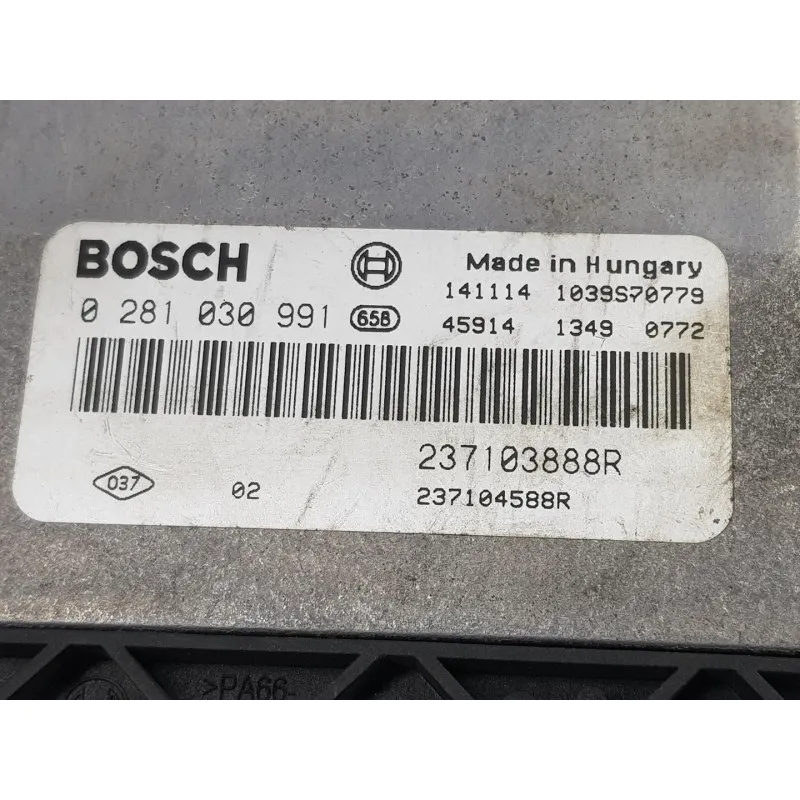 BOSCH
Made in Hungary
141114 1039S70779
0 281 030 991 658
45914 1349 0772
237103888R
037 02
237104588R
>PA66-